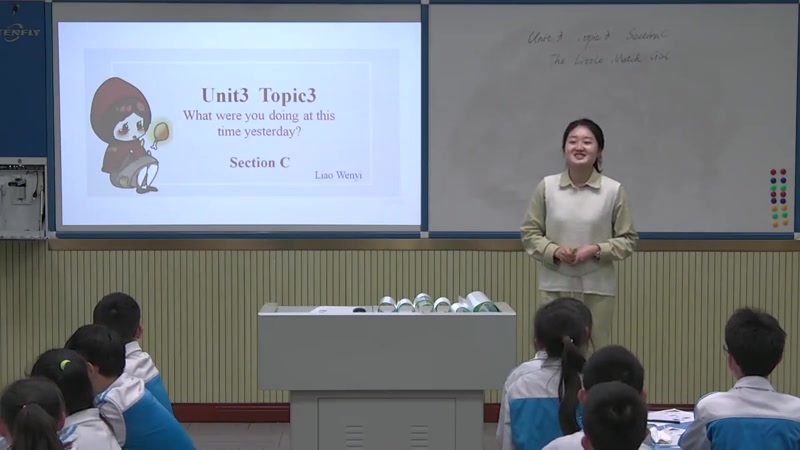 Unit3 Topic3
What were you doing at this
time yesterday?
Section C
Liao Wenyi
Unit 3 Topic 3 Section C
The Little Match Girl